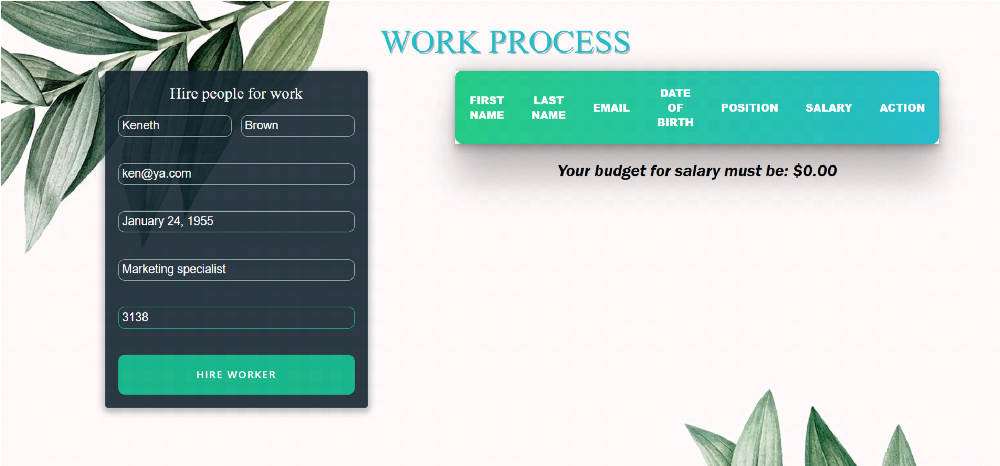 WORK PROCESS
Hire people for work
Keneth Brown
ken@ya.com
January 24, 1955
Marketing specialist
3138
HIRE WORKER
FIRST NAME LAST NAME EMAIL DATE OF BIRTH POSITION SALARY ACTION
Your budget for salary must be: $0.00